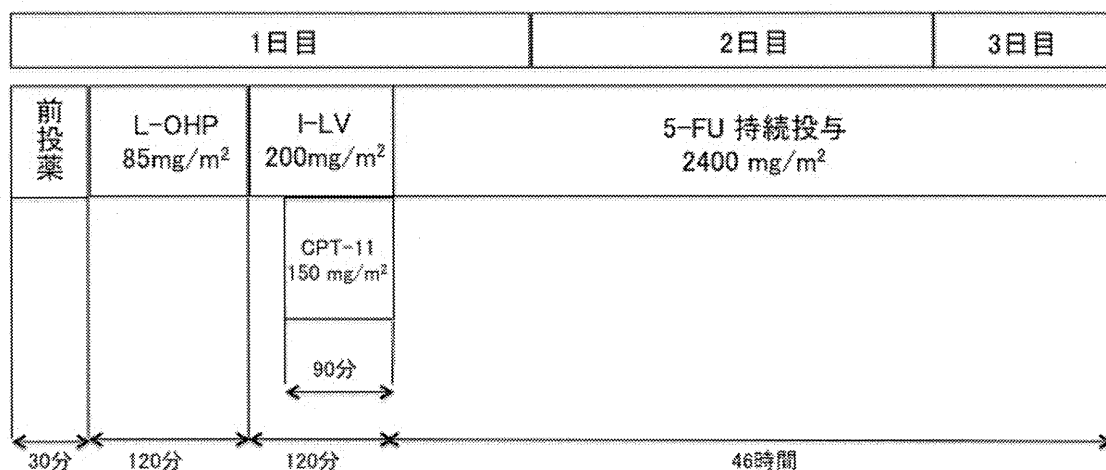 1日目
2日目
3日目
前投薬
L-OHP
85mg/m²
l-LV
200mg/m²
5-FU 持続投与
2400 mg/m²
CPT-11
150 mg/m²
90分
30分
120分
120分
46時間